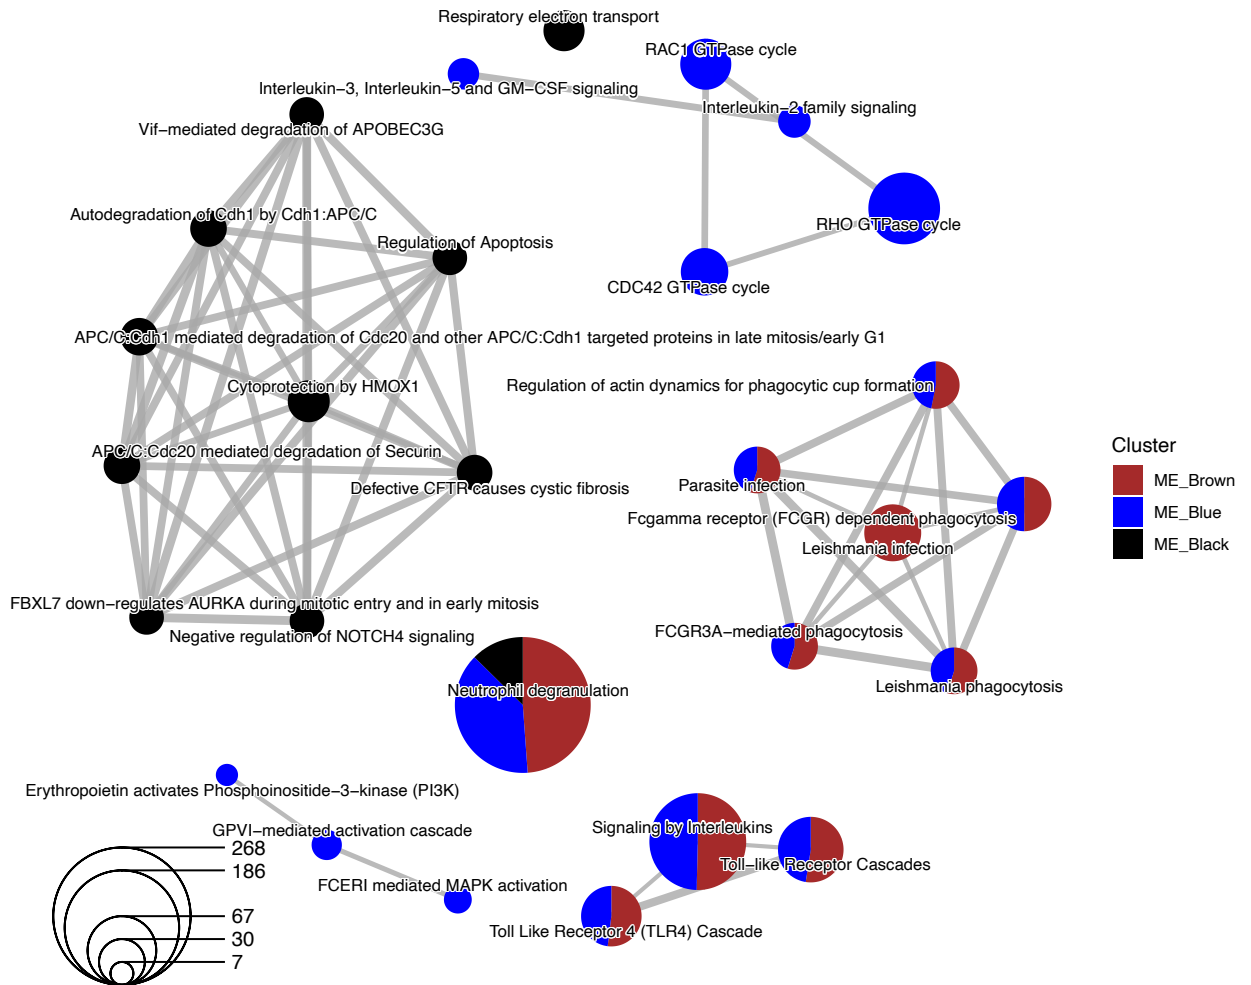 Respiratory electron transport
RAC1 GTPase cycle
Interleukin−3, Interleukin−5 and GM−CSF signaling
Interleukin−2 family signaling
Vif−mediated degradation of APOBEC3G
Autodegradation of Cdh1 by Cdh1:APC/C
RHO GTPase cycle
Regulation of Apoptosis
CDC42 GTPase cycle
APC/C:Cdh1 mediated degradation of Cdc20 and other APC/C:Cdh1 targeted proteins in late mitosis/early G1
Cytoprotection by HMOX1
Regulation of actin dynamics for phagocytic cup formation
Cluster
ME_Brown
ME_Blue
ME_Black
APC/C:Cdc20 mediated degradation of Securin
Defective CFTR causes cystic fibrosis
Parasite infection
Fcgamma receptor (FCGR) dependent phagocytosis
Leishmania infection
FBXL7 down−regulates AURKA during mitotic entry and in early mitosis
Negative regulation of NOTCH4 signaling
FCGR3A−mediated phagocytosis
Leishmania phagocytosis
Neutrophil degranulation
Erythropoietin activates Phosphoinositide−3−kinase (PI3K)
GPVI−mediated activation cascade
Signaling by Interleukins
Toll−like Receptor Cascades
FCERI mediated MAPK activation
Toll Like Receptor 4 (TLR4) Cascade
268
186
67
30
7